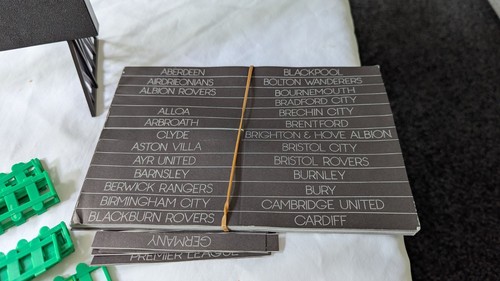 ABERDEEN
AIRDRIEONIANS
ALBION ROVERS
ALLOA
ARBROATH
CLYDE
ASTON VILLA
AYR UNITED
BARNSLEY
BERWICK RANGERS
BIRMINGHAM CITY
BLACKBURN ROVERS
BLACKPOOL
BOLTON WANDERERS
BOURNEMOUTH
BRADFORD CITY
BRECHIN CITY
BRENTFORD
BRIGHTON & HOVE ALBION
BRISTOL CITY
BRISTOL ROVERS
BURNLEY
BURY
CAMBRIDGE UNITED
CARDIFF
GERMANY
PREMIER LEAGUE